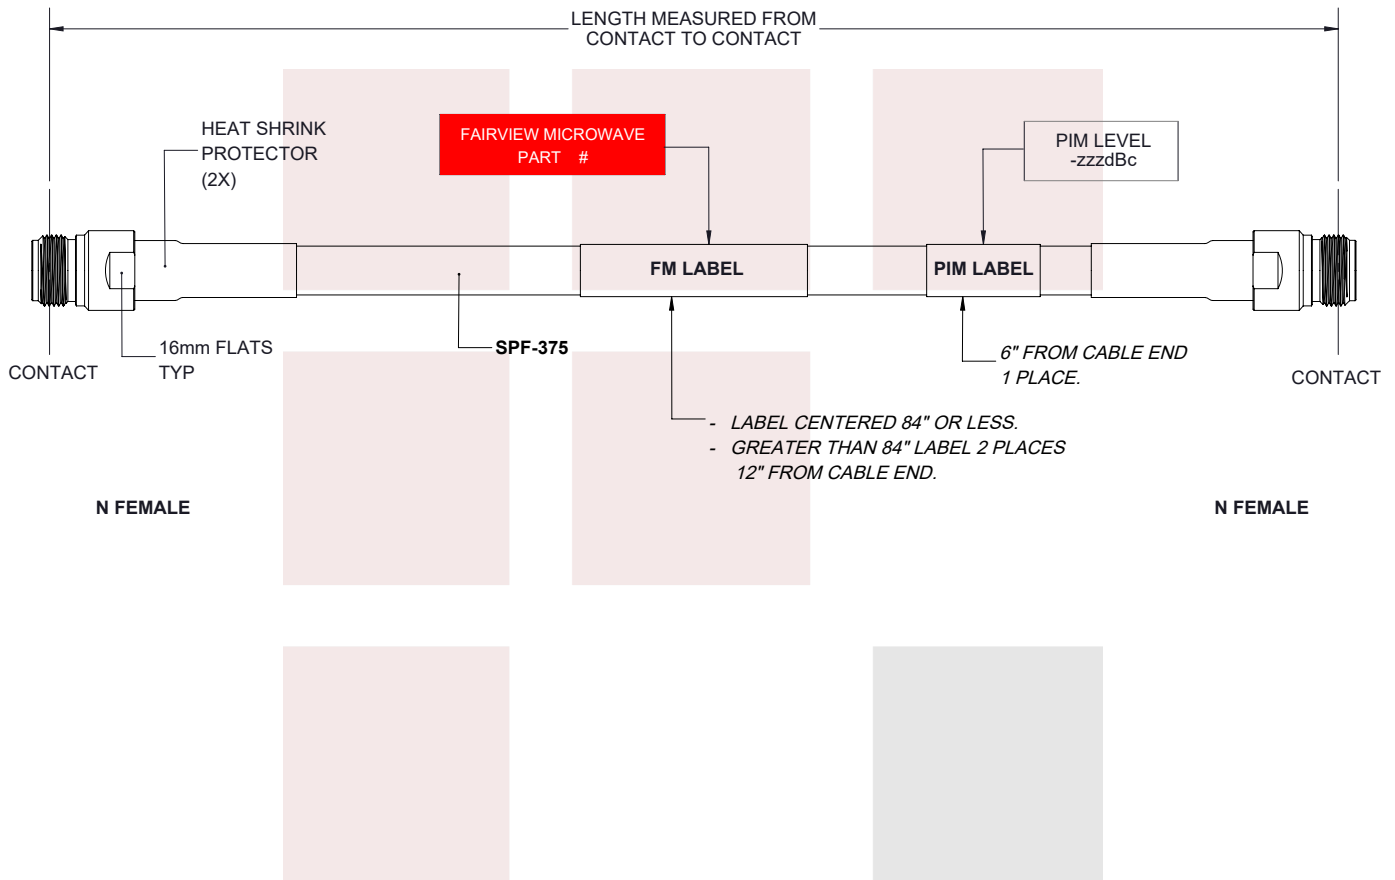 LENGTH MEASURED FROM
CONTACT TO CONTACT
HEAT SHRINK
PROTECTOR
(2X)
FAIRVIEW MICROWAVE
PART #
PIM LEVEL
-zzzdBc
FM LABEL
PIM LABEL
16mm FLATS
TYP
SPF-375
6" FROM CABLE END
1 PLACE.
CONTACT
CONTACT
- LABEL CENTERED 84" OR LESS.
- GREATER THAN 84" LABEL 2 PLACES
12" FROM CABLE END.
N FEMALE
N FEMALE